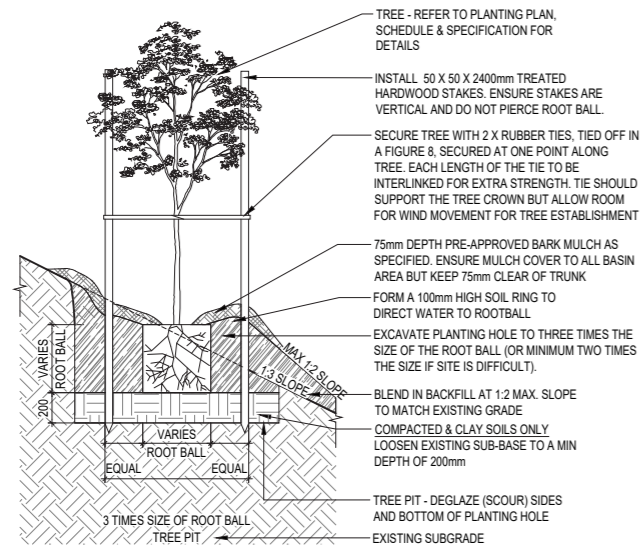 TREE - REFER TO PLANTING PLAN,
SCHEDULE & SPECIFICATION FOR
DETAILS
INSTALL 50 X 50 X 2400mm TREATED
HARDWOOD STAKES. ENSURE STAKES ARE
VERTICAL AND DO NOT PIERCE ROOT BALL.
SECURE TREE WITH 2 X RUBBER TIES, TIED OFF IN
A FIGURE 8, SECURED AT ONE POINT ALONG
TREE. EACH LENGTH OF THE TIE TO BE
INTERLINKED FOR EXTRA STRENGTH. TIE SHOULD
SUPPORT THE TREE CROWN BUT ALLOW ROOM
FOR WIND MOVEMENT FOR TREE ESTABLISHMENT
75mm DEPTH PRE-APPROVED BARK MULCH AS
SPECIFIED. ENSURE MULCH COVER TO ALL BASIN
AREA BUT KEEP 75mm CLEAR OF TRUNK
FORM A 100mm HIGH SOIL RING TO
DIRECT WATER TO ROOTBALL
EXCAVATE PLANTING HOLE TO THREE TIMES THE
SIZE OF THE ROOT BALL (OR MINIMUM TWO TIMES
THE SIZE IF SITE IS DIFFICULT).
BLEND IN BACKFILL AT 1:2 MAX. SLOPE
TO MATCH EXISTING GRADE
COMPACTED & CLAY SOILS ONLY
LOOSEN EXISTING SUB-BASE TO A MIN
DEPTH OF 200mm
TREE PIT - DEGLAZE (SCOUR) SIDES
AND BOTTOM OF PLANTING HOLE
EXISTING SUBGRADE
MAX 1:2 SLOPE
1:3 SLOPE
VARIES
ROOT BALL
200
VARIES
ROOT BALL
EQUAL
EQUAL
3 TIMES SIZE OF ROOT BALL
TREE PIT